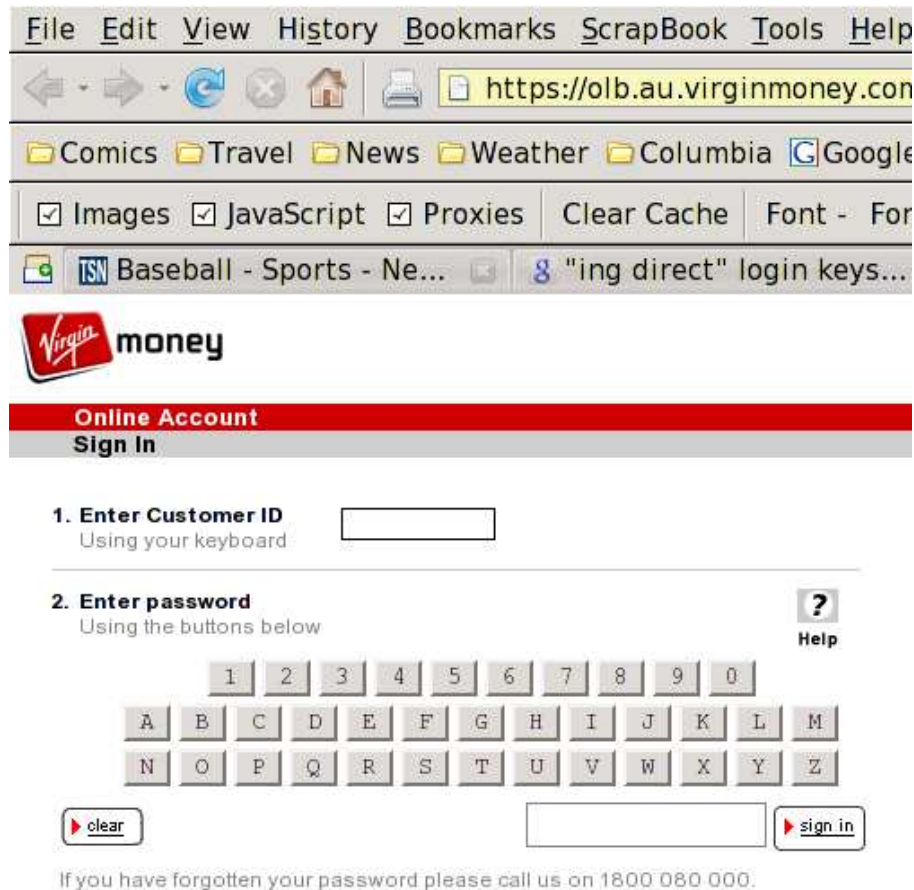 File Edit View History Bookmarks ScrapBook Tools Help
https://olb.au.virginmoney.com
Comics Travel News Weather Columbia G Google
Images JavaScript Proxies Clear Cache Font - For
TSN Baseball - Sports - Ne... g "ing direct" login keys...
Virgin money
Online Account
Sign In
1. Enter Customer ID
Using your keyboard
2. Enter password
?
Using the buttons below
Help
1 2 3 4 5 6 7 8 9 0
A B C D E F G H I J K L M
N O P Q R S T U V W X Y Z
clear sign in
If you have forgotten your password please call us on 1800 080 000.